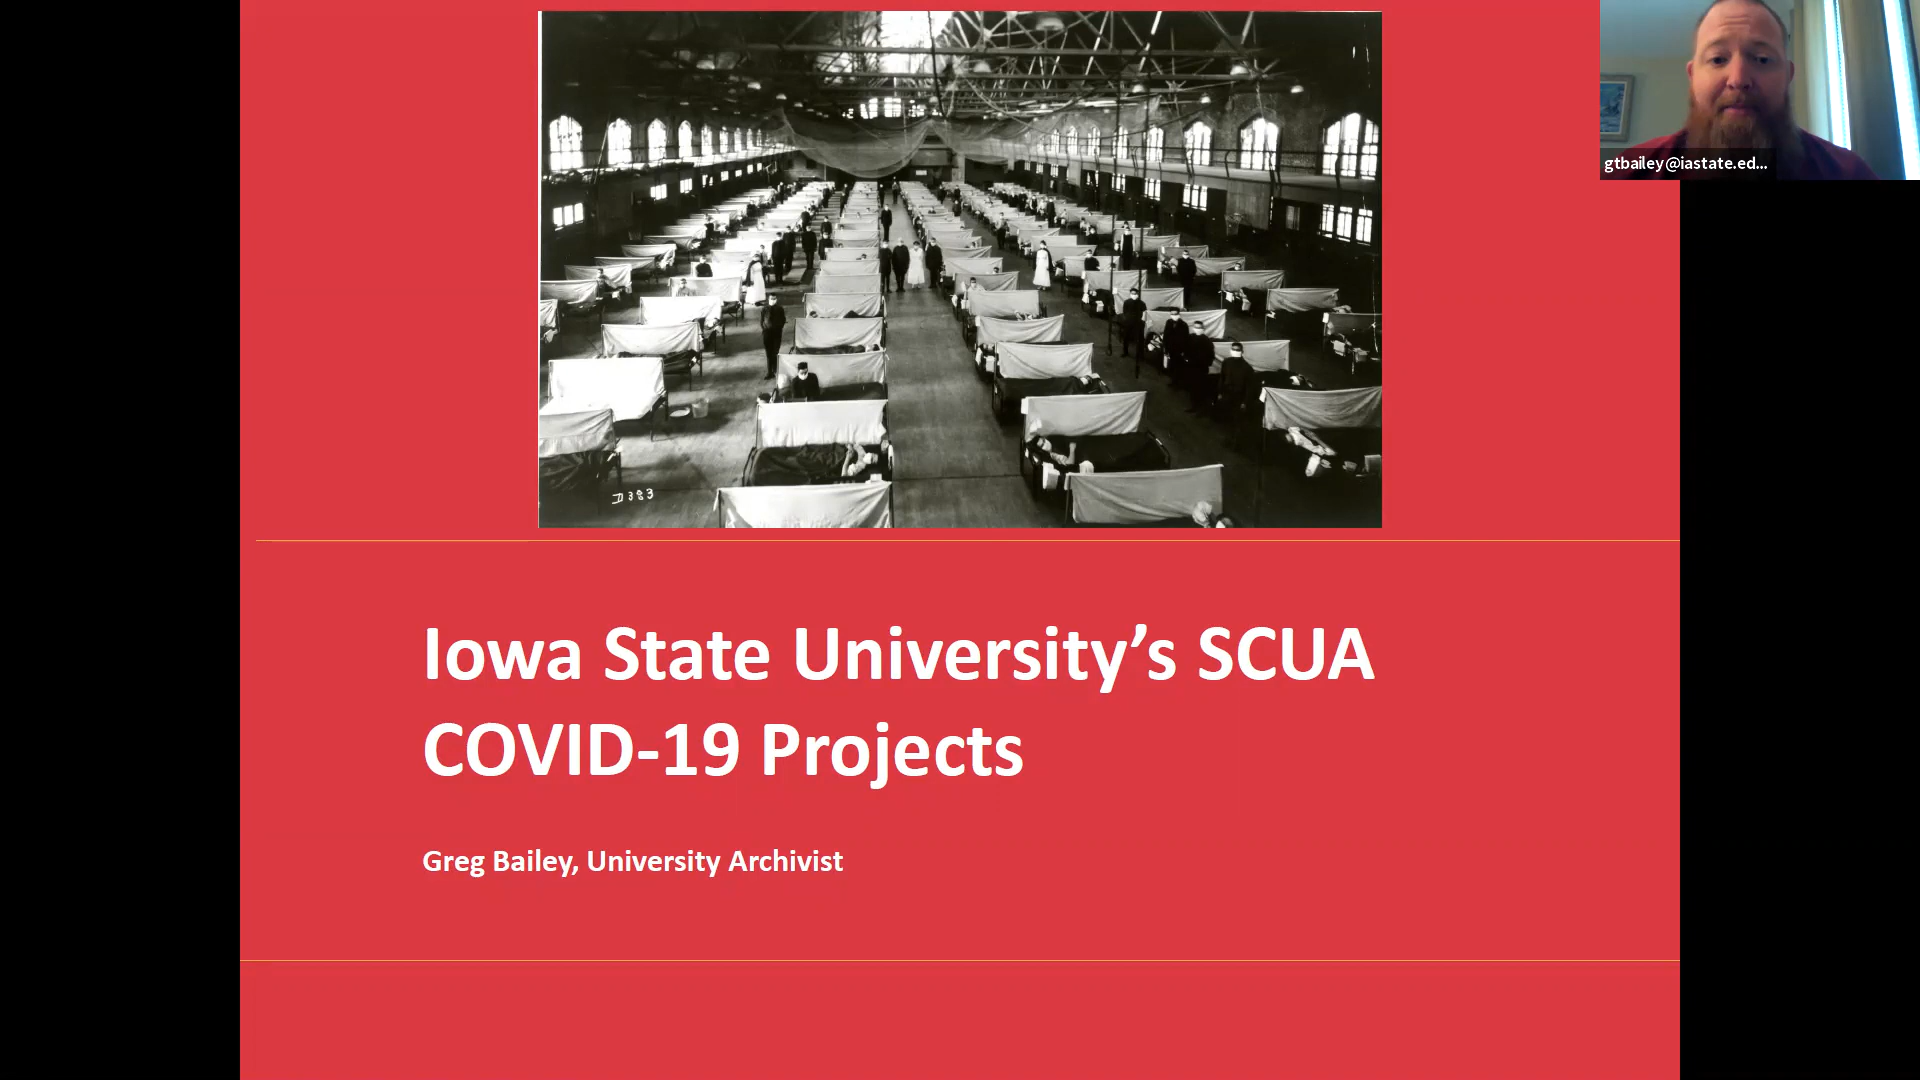 gtbailey@iastate.ed...
D383
Iowa State University’s SCUA
COVID-19 Projects
Greg Bailey, University Archivist